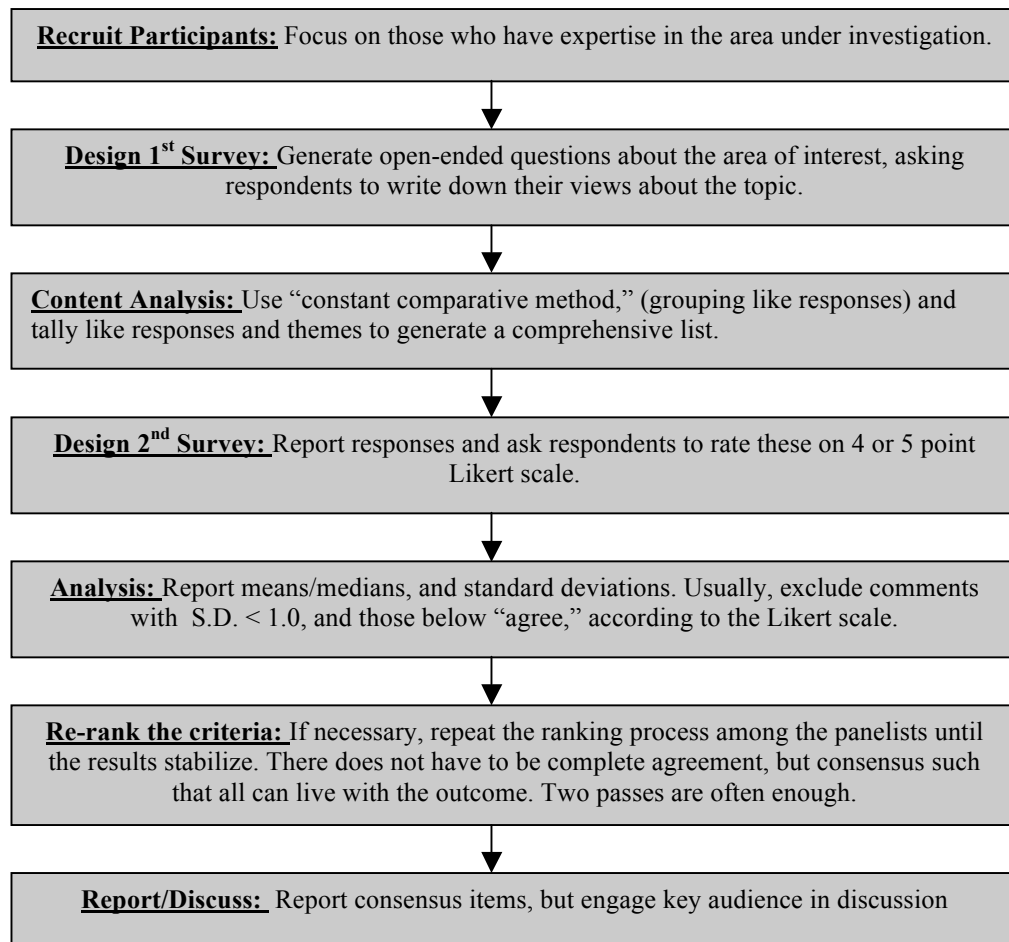 Recruit Participants: Focus on those who have expertise in the area under investigation.
Design 1st Survey: Generate open-ended questions about the area of interest, asking
respondents to write down their views about the topic.
Content Analysis: Use “constant comparative method,” (grouping like responses) and
tally like responses and themes to generate a comprehensive list.
Design 2nd Survey: Report responses and ask respondents to rate these on 4 or 5 point
Likert scale.
Analysis: Report means/medians, and standard deviations. Usually, exclude comments
with S.D. < 1.0, and those below “agree,” according to the Likert scale.
Re-rank the criteria: If necessary, repeat the ranking process among the panelists until
the results stabilize. There does not have to be complete agreement, but consensus such
that all can live with the outcome. Two passes are often enough.
Report/Discuss: Report consensus items, but engage key audience in discussion